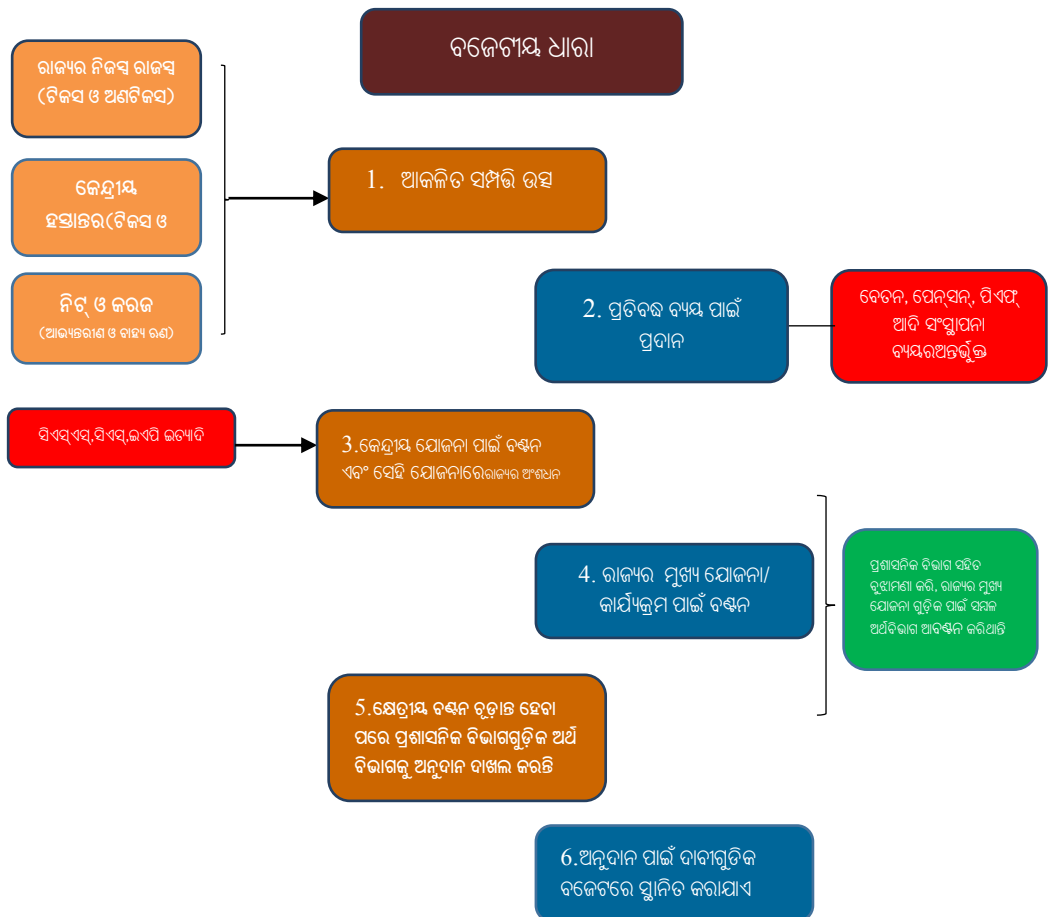 ବଜେଟୀୟ ଧାରା
ରାଜ୍ୟର ନିଜସ୍ୱ ରାଜସ୍ୱ
(ଟିକସ ଓ ଅଣଟିକସ)
କେନ୍ଦ୍ରୀୟ
ହସ୍ତାନ୍ତର(ଟିକସ ଓ
ନିଟ୍ ଓ କରଜ
(ଆଭ୍ୟନ୍ତରୀଣ ଓ ବାହ୍ୟ ଋଣ)
1. ଆକଳିତ ସମ୍ପତ୍ତି ଉତ୍ସ
2. ପ୍ରତିବଦ୍ଧ ବ୍ୟୟ ପାଇଁ
ପ୍ରଦାନ
ବେତନ, ପେନ୍‌ସନ୍, ପିଏଫ୍
ଆଦି ସଂସ୍ଥାପନା
ବ୍ୟୟରଅନ୍ତର୍ଭୁକ୍ତ
ସିଏସ୍‌ଏସ୍,ସିଏସ୍,ଇଏପି ଇତ୍ୟାଦି
3.କେନ୍ଦ୍ରୀୟ ଯୋଜନା ପାଇଁ ବଣ୍ଟନ
ଏବଂ ସେହି ଯୋଜନାରେରାଜ୍ୟର ଅଂଶଧନ
4. ରାଜ୍ୟର ମୁଖ୍ୟ ଯୋଜନା/
କାର୍ଯ୍ୟକ୍ରମ ପାଇଁ ବଣ୍ଟନ
ପ୍ରଶାସନିକ ବିଭାଗ ସହିତ
ବୁଝାମଣା କରି, ରାଜ୍ୟର ମୁଖ୍ୟ
ଯୋଜନା ଗୁଡ଼ିକ ପାଇଁ ସମ୍ବଳ
ଅର୍ଥବିଭାଗ ଆବଣ୍ଟନ କରିଥାନ୍ତି
5.କ୍ଷେତ୍ରୀୟ ବଣ୍ଟନ ଚୂଡ଼ାନ୍ତ ହେବା
ପରେ ପ୍ରଶାସନିକ ବିଭାଗଗୁଡ଼ିକ ଅର୍ଥ
ବିଭାଗକୁ ଅନୁଦାନ ଦାଖଲ କରନ୍ତି
6.ଅନୁଦାନ ପାଇଁ ଦାବୀଗୁଡିକ
ବଜେଟରେ ସ୍ଥାନିତ କରାଯାଏ